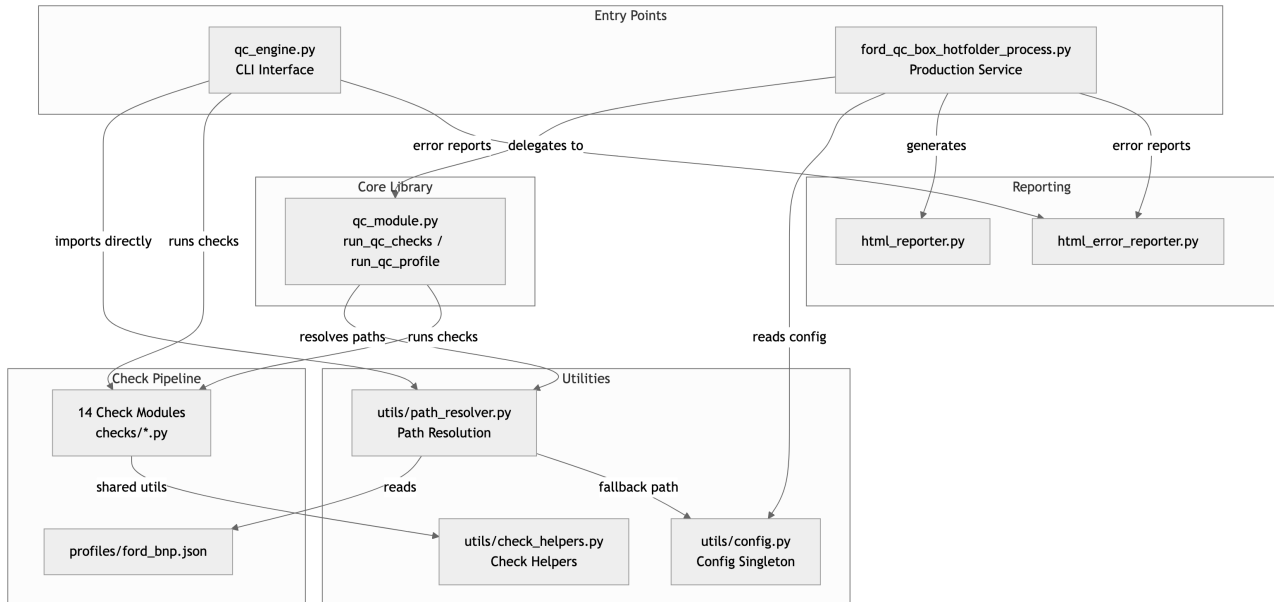 Entry Points
qc_engine.py
CLI Interface
ford_qc_box_hotfolder_process.py
Production Service
error reports
delegates to
generates
error reports
Core Library
Reporting
qc_module.py
run_qc_checks /
run_qc_profile
imports directly
runs checks
html_reporter.py
html_error_reporter.py
resolves paths
runs checks
reads config
Check Pipeline
Utilities
14 Check Modules
checks/*.py
utils/path_resolver.py
Path Resolution
shared utils
reads
fallback path
profiles/ford_bnp.json
utils/check_helpers.py
Check Helpers
utils/config.py
Config Singleton